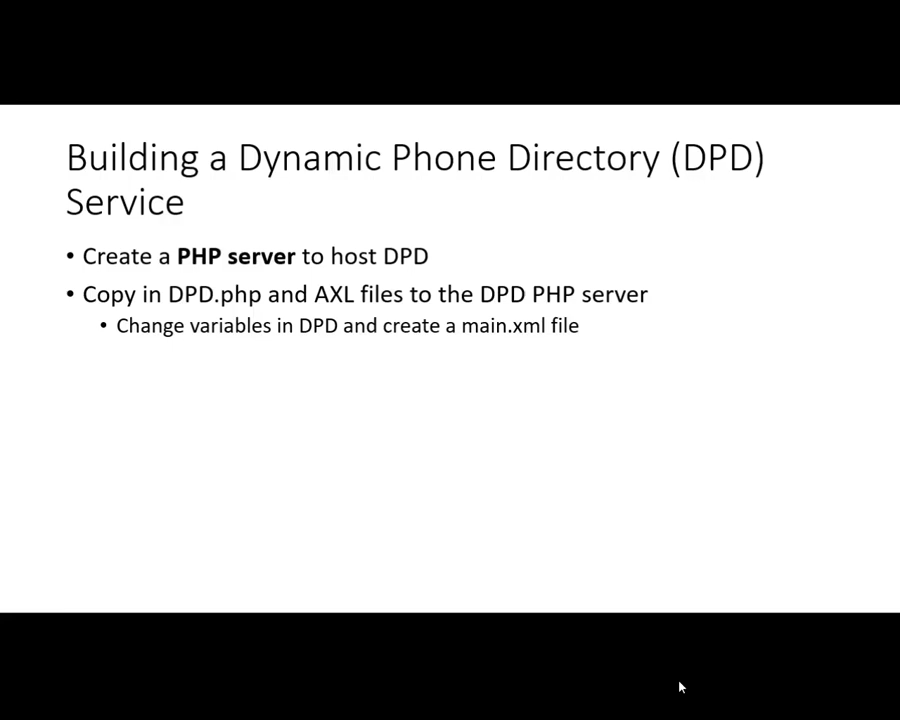 Building a Dynamic Phone Directory (DPD)
Service
• Create a PHP server to host DPD
• Copy in DPD.php and AXL files to the DPD PHP server
• Change variables in DPD and create a main.xml file